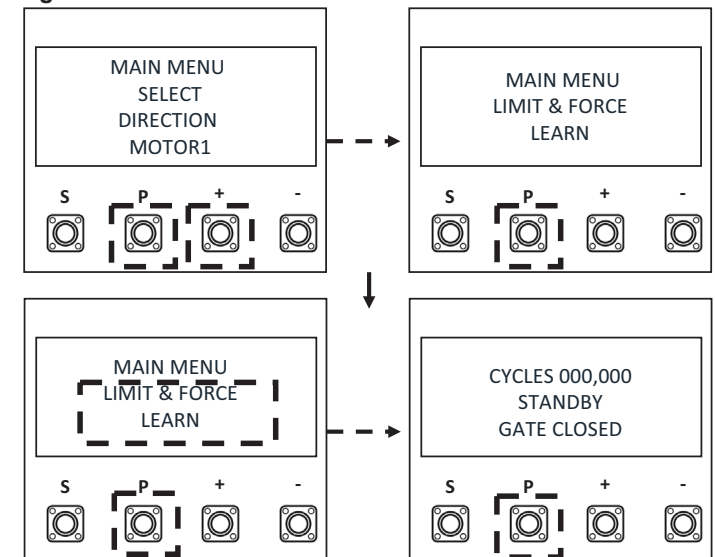 MAIN MENU
SELECT
DIRECTION
MOTOR1
S P + -
MAIN MENU
LIMIT & FORCE
LEARN
S P + -
MAIN MENU
LIMIT & FORCE
LEARN
S P + -
CYCLES 000,000
STANDBY
GATE CLOSED
S P + -